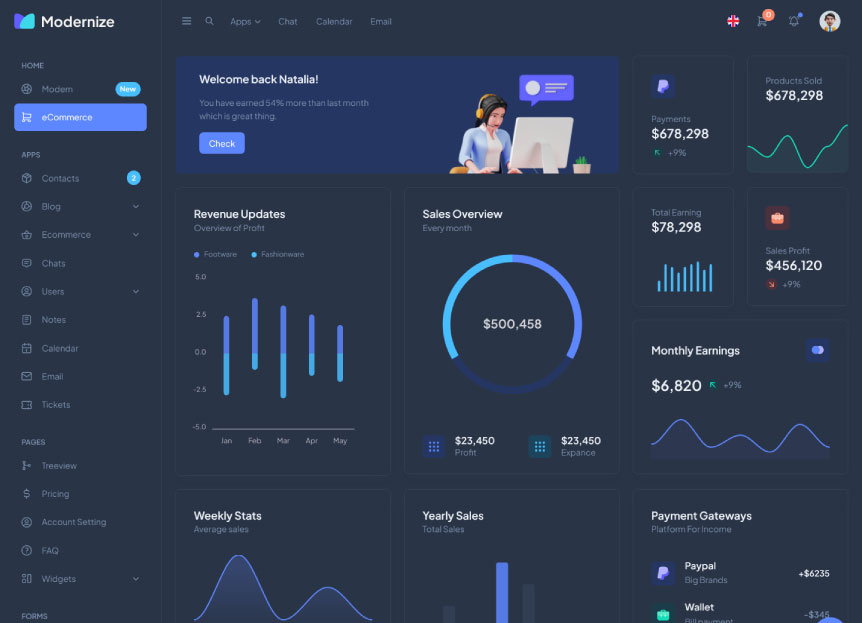 Modernize
Apps
Chat
Calendar
Email
0
HOME
Modern
New
eCommerce
APPS
Contacts
2
Blog
Ecommerce
Chats
Users
Notes
Calendar
Email
Tickets
PAGES
Treeview
Pricing
Account Setting
FAQ
Widgets
FORMS
Welcome back Natalia!
You have earned 54% more than last month
which is great thing.
Check
Payments
$678,298
+9%
Products Sold
$678,298
Revenue Updates
Overview of Profit
Footware
Fashionware
5.0
2.5
0.0
-2.5
-5.0
Jan
Feb
Mar
Apr
May
Sales Overview
Every month
$500,458
$23,450
Profit
$23,450
Expance
Total Earning
$78,298
Sales Profit
$456,120
+9%
Monthly Earnings
$6,820
+9%
Weekly Stats
Average sales
Yearly Sales
Total Sales
Payment Gateways
Platform For Income
Paypal
Big Brands
+$6235
Wallet
Bill payment
-$345